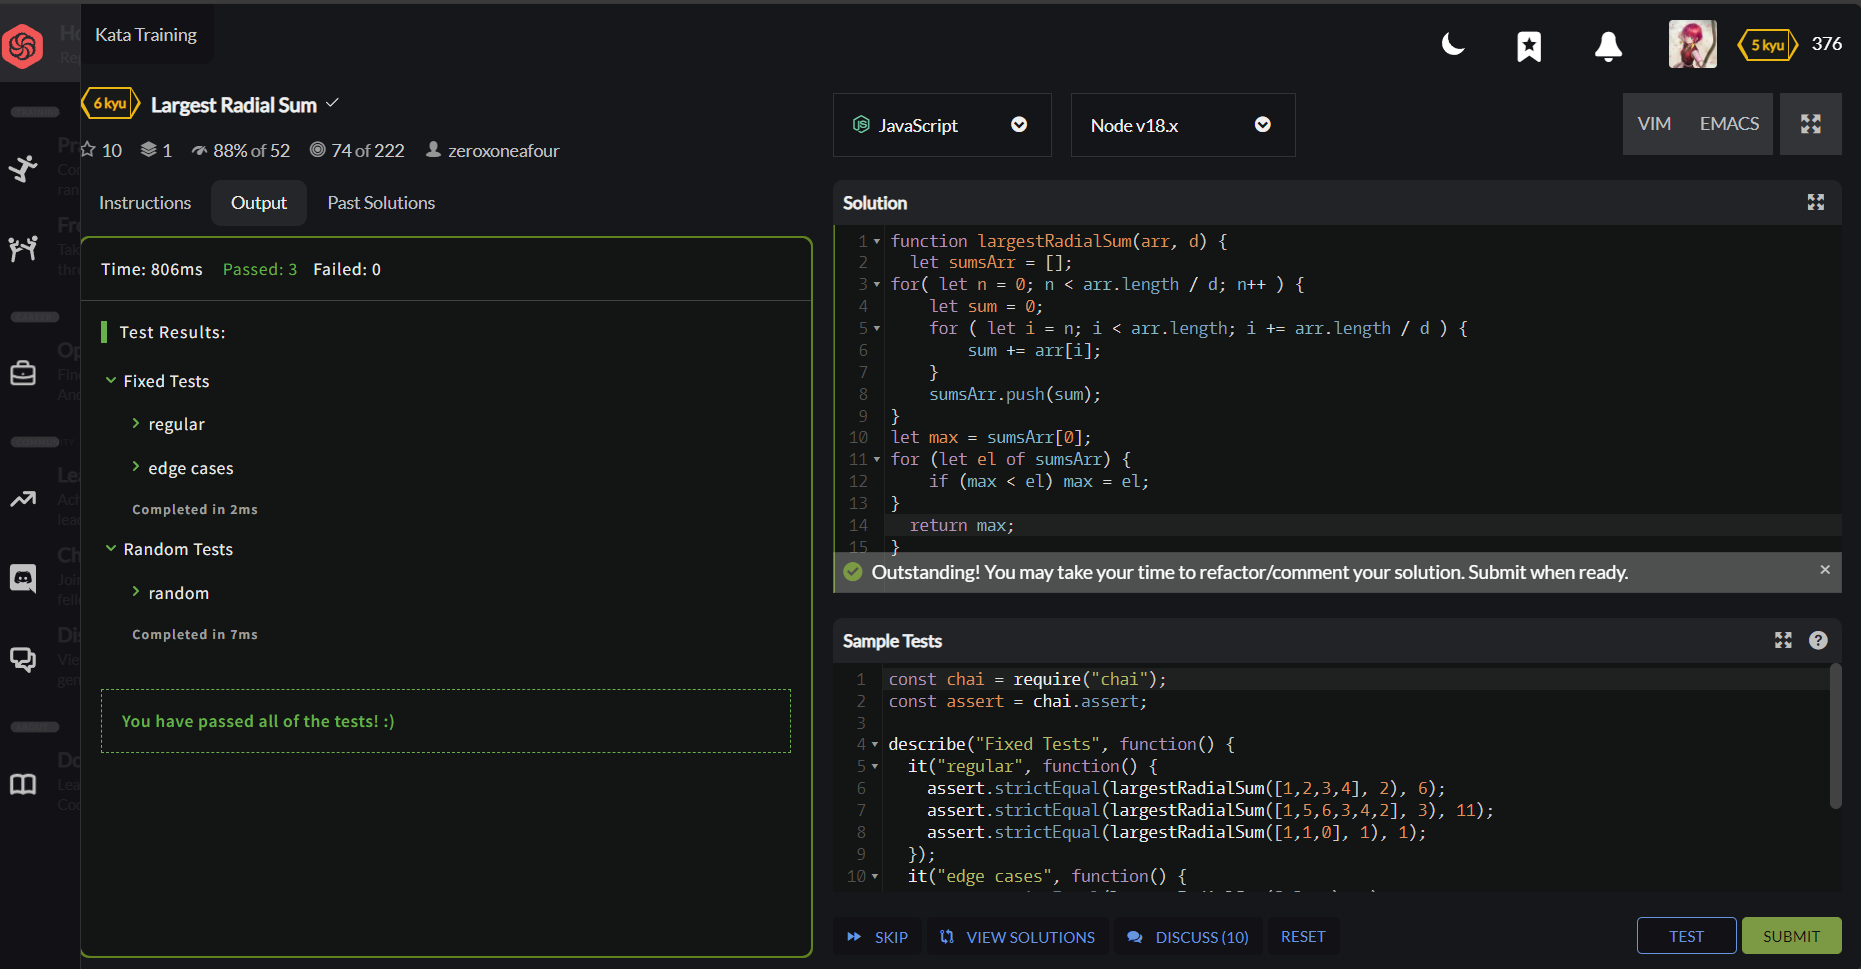 Kata Training
5 kyu
376
6 kyu
Largest Radial Sum
10
1
88% of 52
74 of 222
zeroxoneafour
JavaScript
Node v18.x
VIM
EMACS
Instructions
Output
Past Solutions
Time: 806ms Passed: 3 Failed: 0
Test Results:
Fixed Tests
regular
edge cases
Completed in 2ms
Random Tests
random
Completed in 7ms
You have passed all of the tests! :)
Solution
1 function largestRadialSum(arr, d) {
2   let sumsArr = [];
3 for( let n = 0; n < arr.length / d; n++ ) {
4     let sum = 0;
5     for ( let i = n; i < arr.length; i += arr.length / d ) {
6         sum += arr[i];
7     }
8     sumsArr.push(sum);
9 }
10 let max = sumsArr[0];
11 for (let el of sumsArr) {
12     if (max < el) max = el;
13 }
14   return max;
15 }
Outstanding! You may take your time to refactor/comment your solution. Submit when ready.
Sample Tests
1 const chai = require("chai");
2 const assert = chai.assert;
3
4 describe("Fixed Tests", function() {
5   it("regular", function() {
6     assert.strictEqual(largestRadialSum([1,2,3,4], 2), 6);
7     assert.strictEqual(largestRadialSum([1,5,6,3,4,2], 3), 11);
8     assert.strictEqual(largestRadialSum([1,1,0], 1), 1);
9   });
10   it("edge cases", function() {
SKIP
VIEW SOLUTIONS
DISCUSS (10)
RESET
TEST
SUBMIT